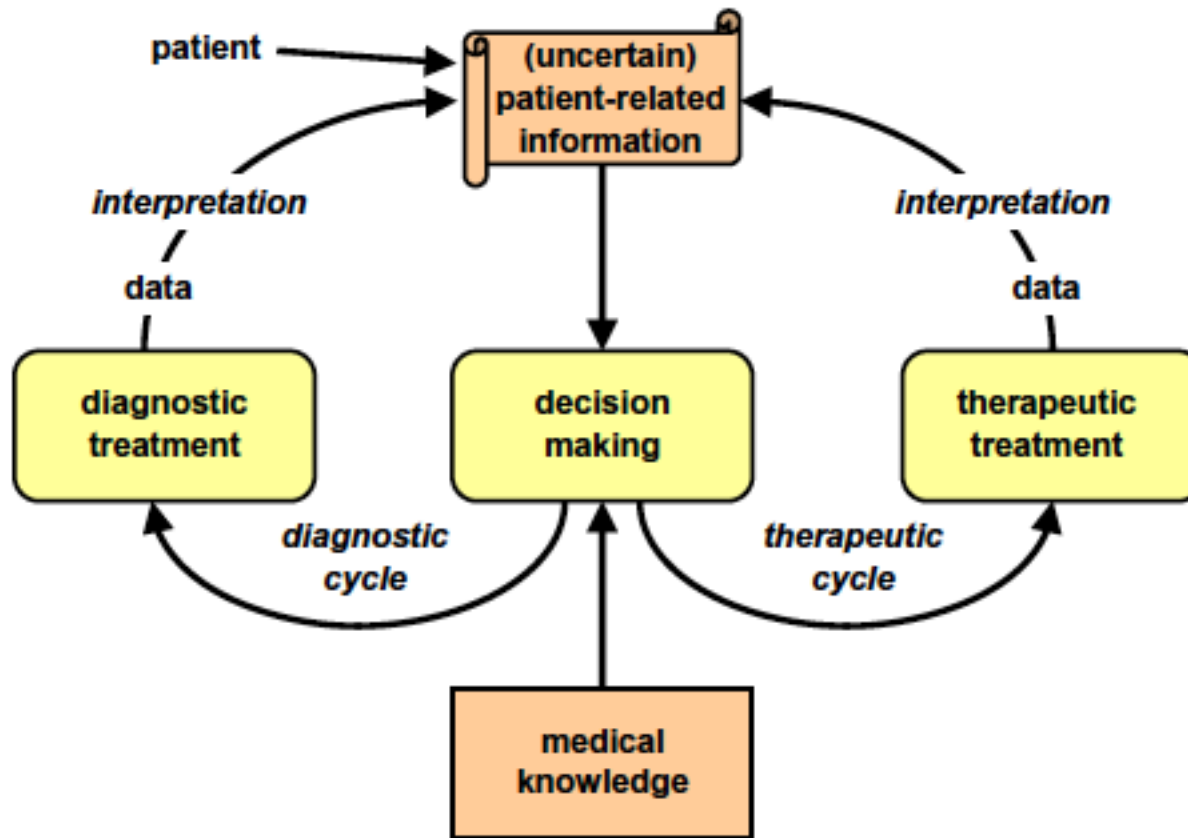 patient
(uncertain)
patient-related
information
interpretation
interpretation
data
data
diagnostic
treatment
decision
making
therapeutic
treatment
diagnostic
cycle
therapeutic
cycle
medical
knowledge